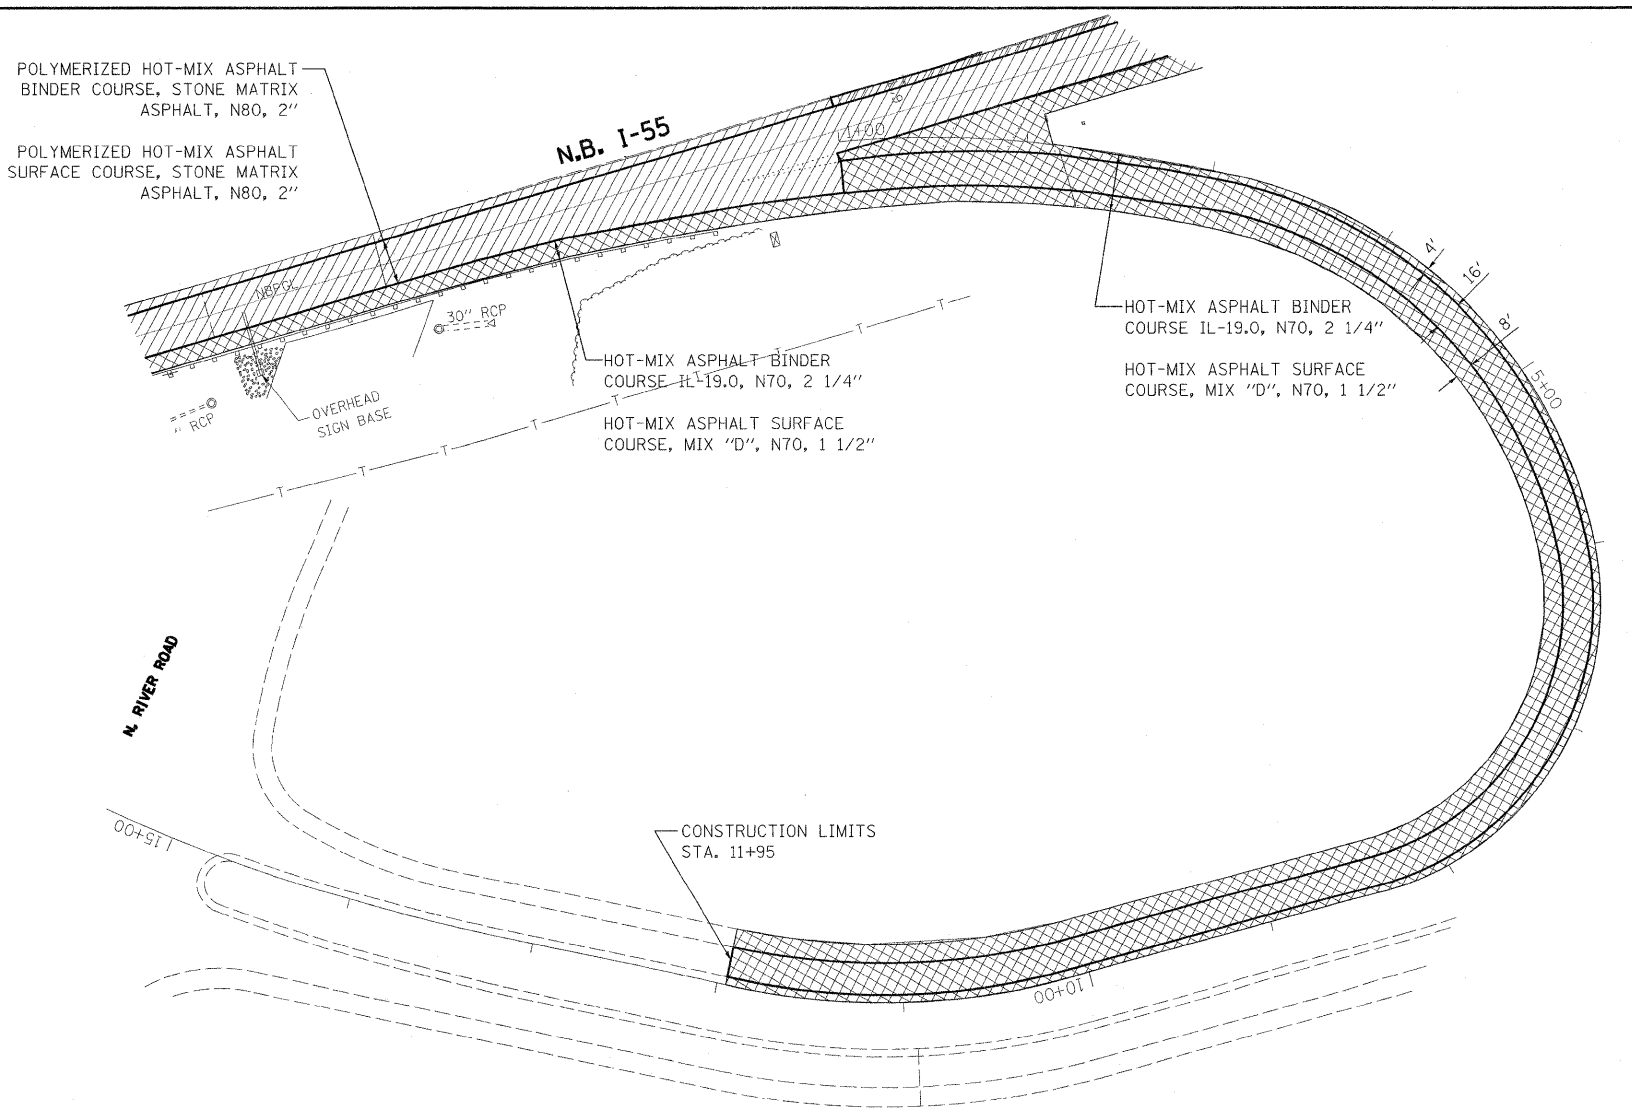 POLYMERIZED HOT-MIX ASPHALT
BINDER COURSE, STONE MATRIX
ASPHALT, N80, 2"
POLYMERIZED HOT-MIX ASPHALT
SURFACE COURSE, STONE MATRIX
ASPHALT, N80, 2"
N.B. I-55
1+00
NBPGL
30" RCP
" RCP
OVERHEAD
SIGN BASE
HOT-MIX ASPHALT BINDER
COURSE IL-19.0, N70, 2 1/4"
HOT-MIX ASPHALT SURFACE
COURSE, MIX "D", N70, 1 1/2"
T T T T T T T T T
HOT-MIX ASPHALT BINDER
COURSE IL-19.0, N70, 2 1/4"
HOT-MIX ASPHALT SURFACE
COURSE, MIX "D", N70, 1 1/2"
4'
16'
8'
5+00
N. RIVER ROAD
15+00
CONSTRUCTION LIMITS
STA. 11+95
10+00